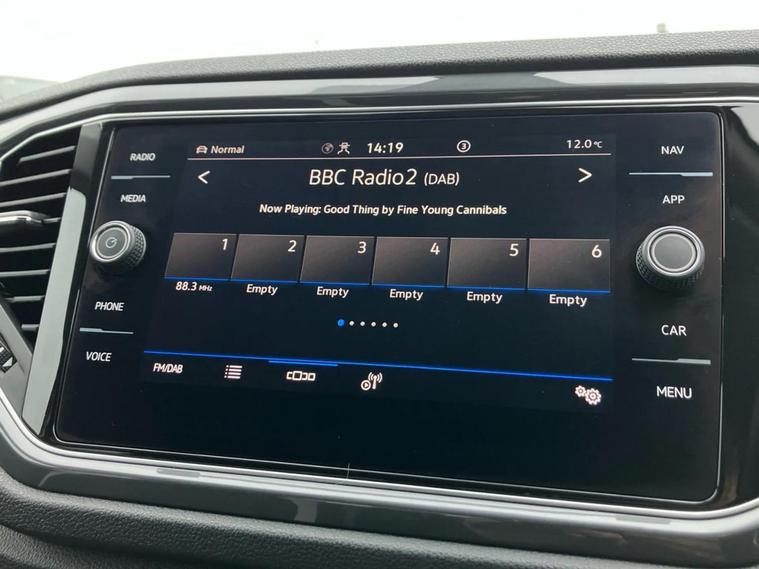 RADIO
MEDIA
PHONE
VOICE
Normal 14:19 3 12.0 °C
< BBC Radio2 (DAB) >
Now Playing: Good Thing by Fine Young Cannibals
1 2 3 4 5 6
88.3 MHz Empty Empty Empty Empty Empty
FM/DAB
NAV
APP
CAR
MENU